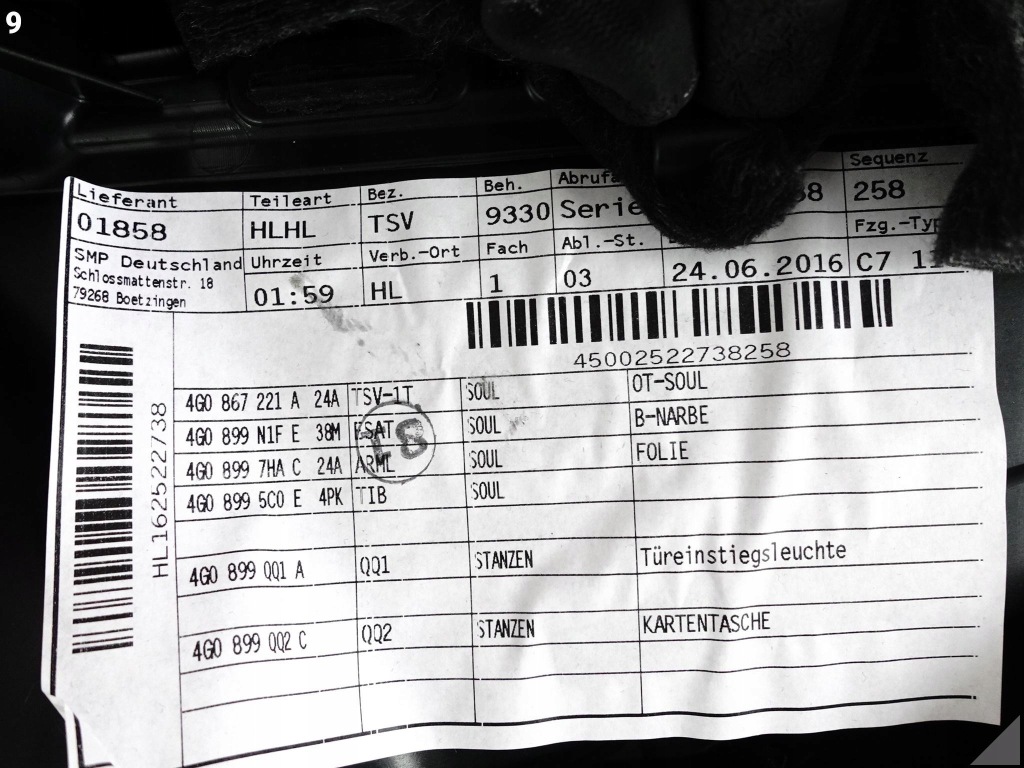 9
Lieferant Teileart Bez. Beh. Sequenz
01858 HLHL TSV 9330 258
SMP Deutschland Uhrzeit Verb.-Ort Fach Abl.-St.
Schlossmattenstr. 18
79268 Boetzingen
01:59 HL 1 03 24.06.2016 C7
45002522738258
HL162522738
4G0 867 221 A 24A TSV-1T SOUL OT-SOUL
4G0 899 N1F E 38M ESAT SOUL B-NARBE
4G0 899 7HA C 24A ARML SOUL FOLIE
4G0 899 5C0 E 4PK TIB SOUL
4G0 899 QQ1 A QQ1 STANZEN Türeinstiegsleuchte
4G0 899 QQ2 C QQ2 STANZEN KARTENTASCHE